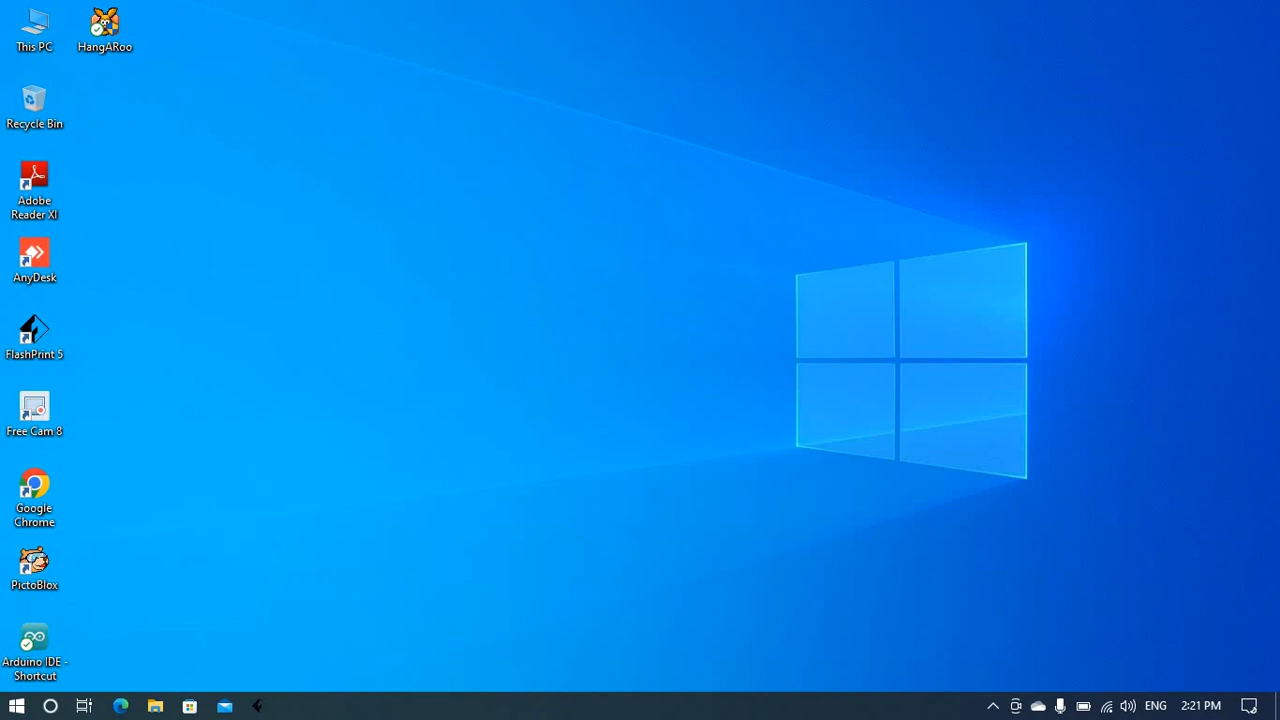 This PC
HangARoo
Recycle Bin
Adobe
Reader XI
AnyDesk
FlashPrint 5
Free Cam 8
Google
Chrome
PictoBlox
Arduino IDE -
Shortcut
ENG
2:21 PM